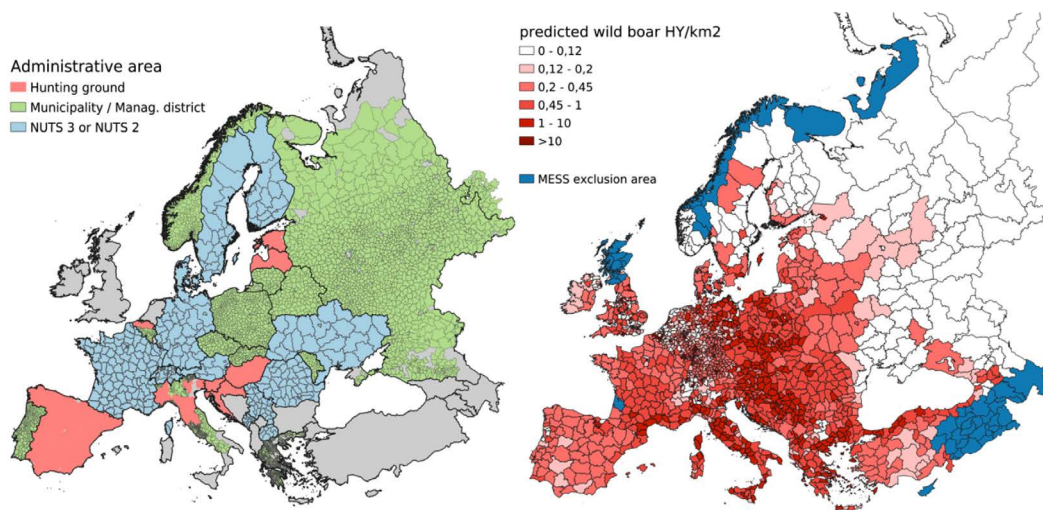 Administrative area
Hunting ground
Municipality / Manag. district
NUTS 3 or NUTS 2
predicted wild boar HY/km2
0 - 0,12
0,12 - 0,2
0,2 - 0,45
0,45 - 1
1 - 10
>10
MESS exclusion area